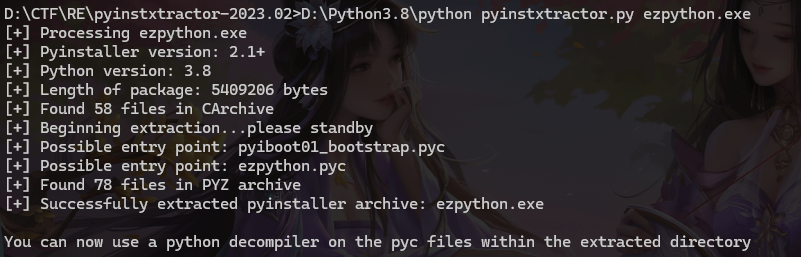 D:\CTF\RE\pyinstxtractor-2023.02>D:\Python3.8\python pyinstxtractor.py ezpython.exe
[+] Processing ezpython.exe
[+] Pyinstaller version: 2.1+
[+] Python version: 3.8
[+] Length of package: 5409206 bytes
[+] Found 58 files in CArchive
[+] Beginning extraction...please standby
[+] Possible entry point: pyiboot01_bootstrap.pyc
[+] Possible entry point: ezpython.pyc
[+] Found 78 files in PYZ archive
[+] Successfully extracted pyinstaller archive: ezpython.exe
You can now use a python decompiler on the pyc files within the extracted directory